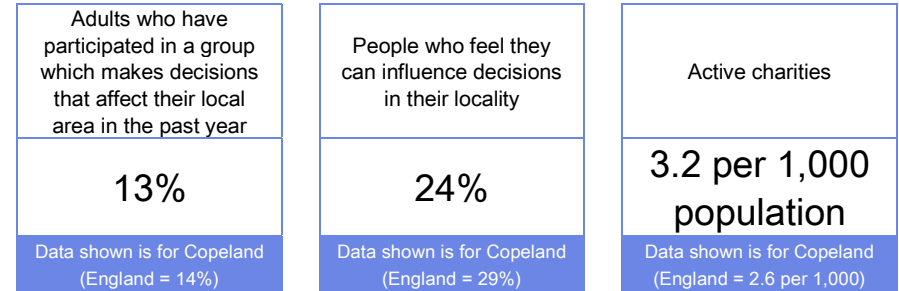 Adults who have
participated in a group
which makes decisions
that affect their local
area in the past year
13%
Data shown is for Copeland
(England = 14%)
People who feel they
can influence decisions
in their locality
24%
Data shown is for Copeland
(England = 29%)
Active charities
3.2 per 1,000
population
Data shown is for Copeland
(England = 2.6 per 1,000)